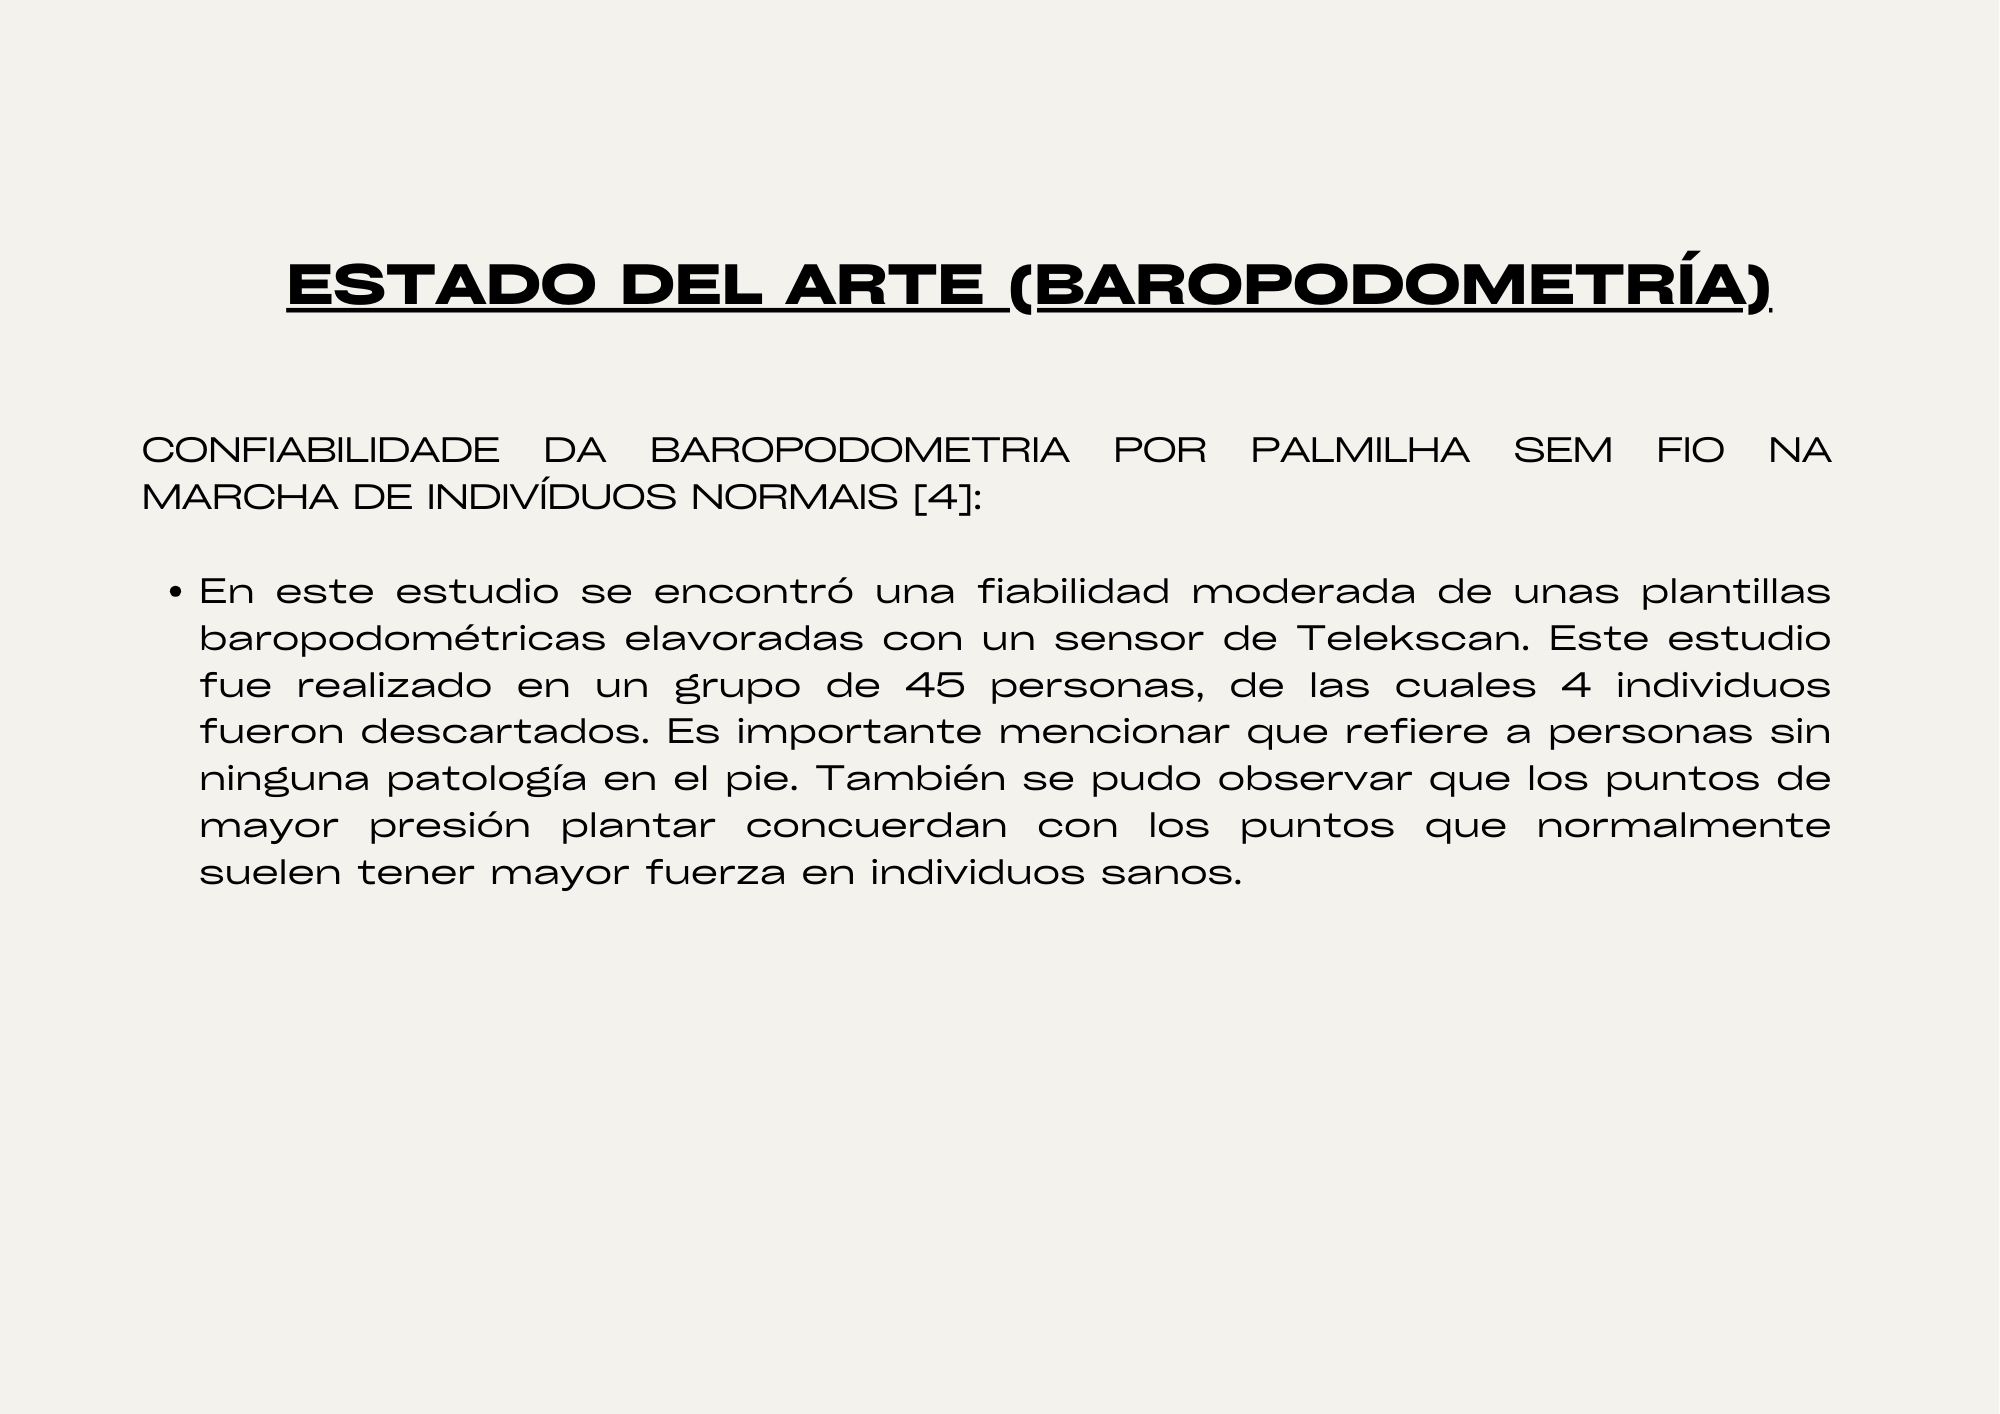 ESTADO DEL ARTE (BAROPODOMETRÍA)
CONFIABILIDADE DA BAROPODOMETRIA POR PALMILHA SEM FIO NA
MARCHA DE INDIVÍDUOS NORMAIS [4]:
• En este estudio se encontró una fiabilidad moderada de unas plantillas
baropodométricas elavoradas con un sensor de Telekscan. Este estudio
fue realizado en un grupo de 45 personas, de las cuales 4 individuos
fueron descartados. Es importante mencionar que refiere a personas sin
ninguna patología en el pie. También se pudo observar que los puntos de
mayor presión plantar concuerdan con los puntos que normalmente
suelen tener mayor fuerza en individuos sanos.